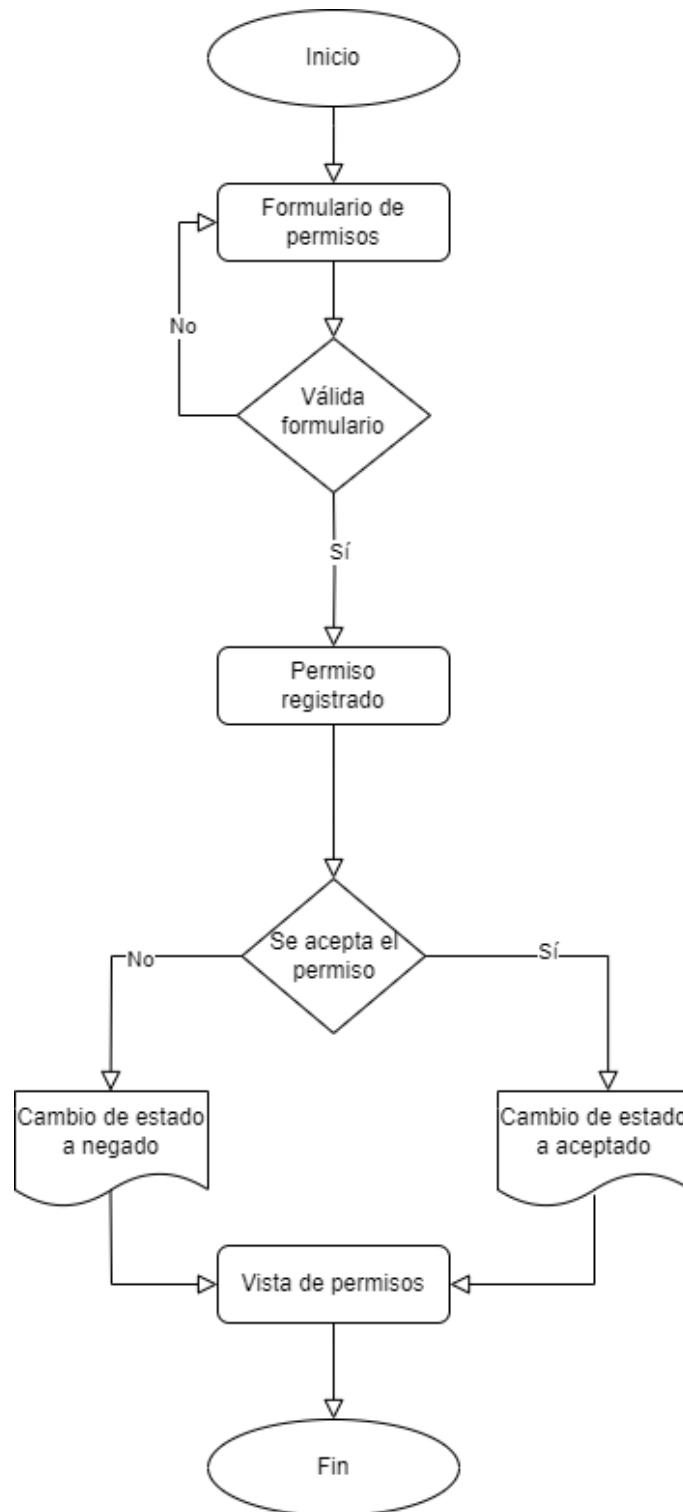 Inicio
Formulario de
permisos
No
Válida
formulario
Sí
Permiso
registrado
Se acepta el
permiso
No
Sí
Cambio de estado
a negado
Cambio de estado
a aceptado
Vista de permisos
Fin